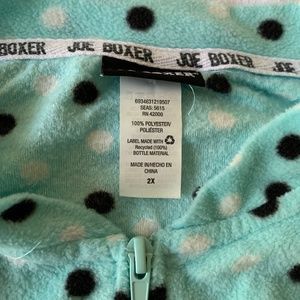 JOE BOXER JOE BOXER
6934631219507
SEAS: 5615
RN 42000
100% POLYESTER/
POLIÉSTER
LABEL MADE WITH
Recycled (100%)
BOTTLE MATERIAL
MADE IN/HECHO EN
CHINA
2X